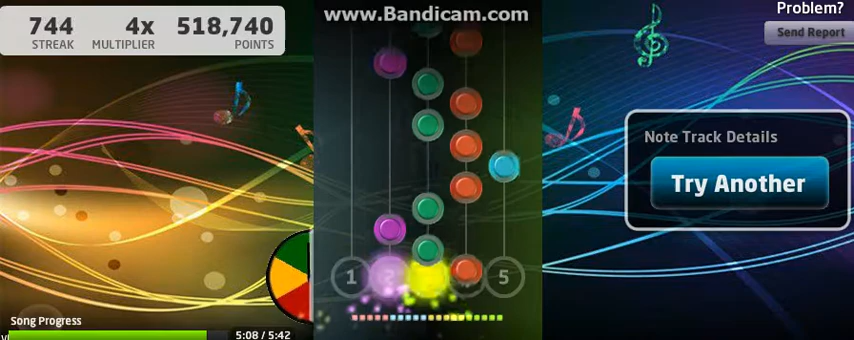 744 4x 518,740
STREAK MULTIPLIER POINTS
www.Bandicam.com
Problem?
Send Report
Note Track Details
Try Another
1 5
Song Progress
5:08 / 5:42